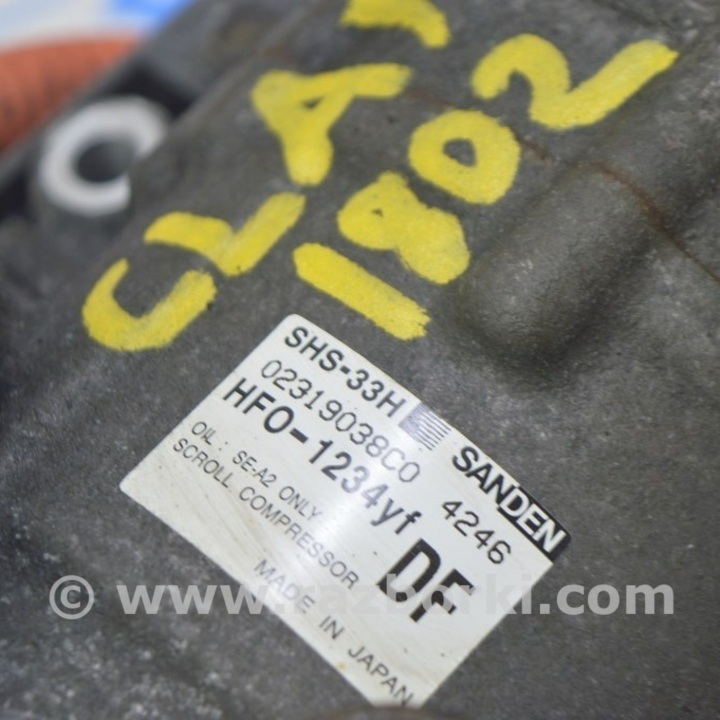 CLAY
1802
SHS-33H SANDEN
02319038C0 4246
HFO-1234yf DF
OIL : SE-A2 ONLY
SCROLL COMPRESSOR
MADE IN JAPAN
© www.razborki.com